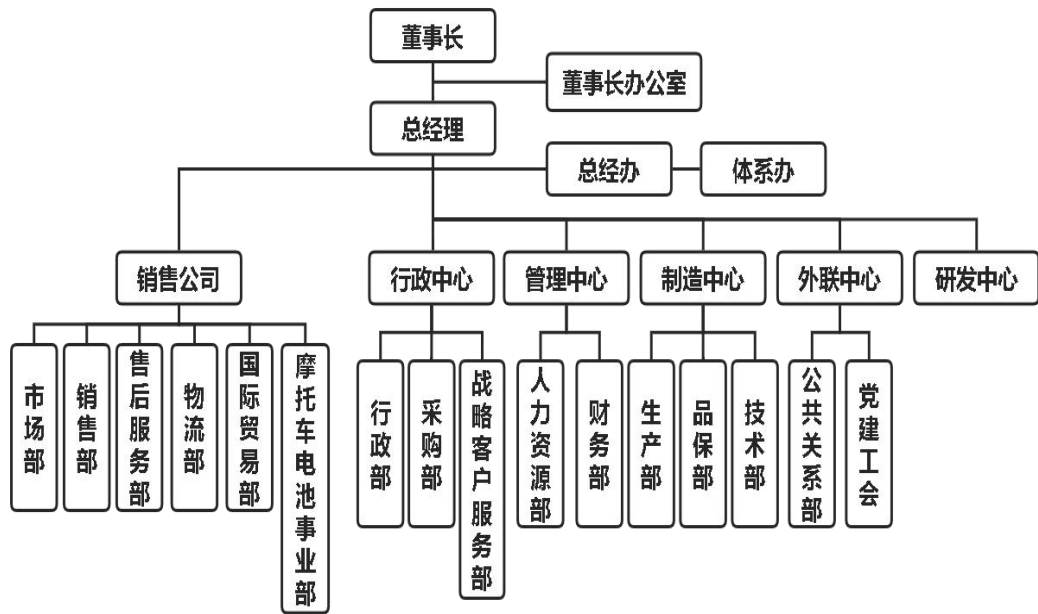 董事长
董事长办公室
总经理
总经办
体系办
销售公司
行政中心
管理中心
制造中心
外联中心
研发中心
市场部
销售部
售后服务部
物流部
国际贸易部
摩托车电池事业部
行政部
采购部
战略客户服务部
人力资源部
财务部
生产部
品保部
技术部
公共关系部
党建工会